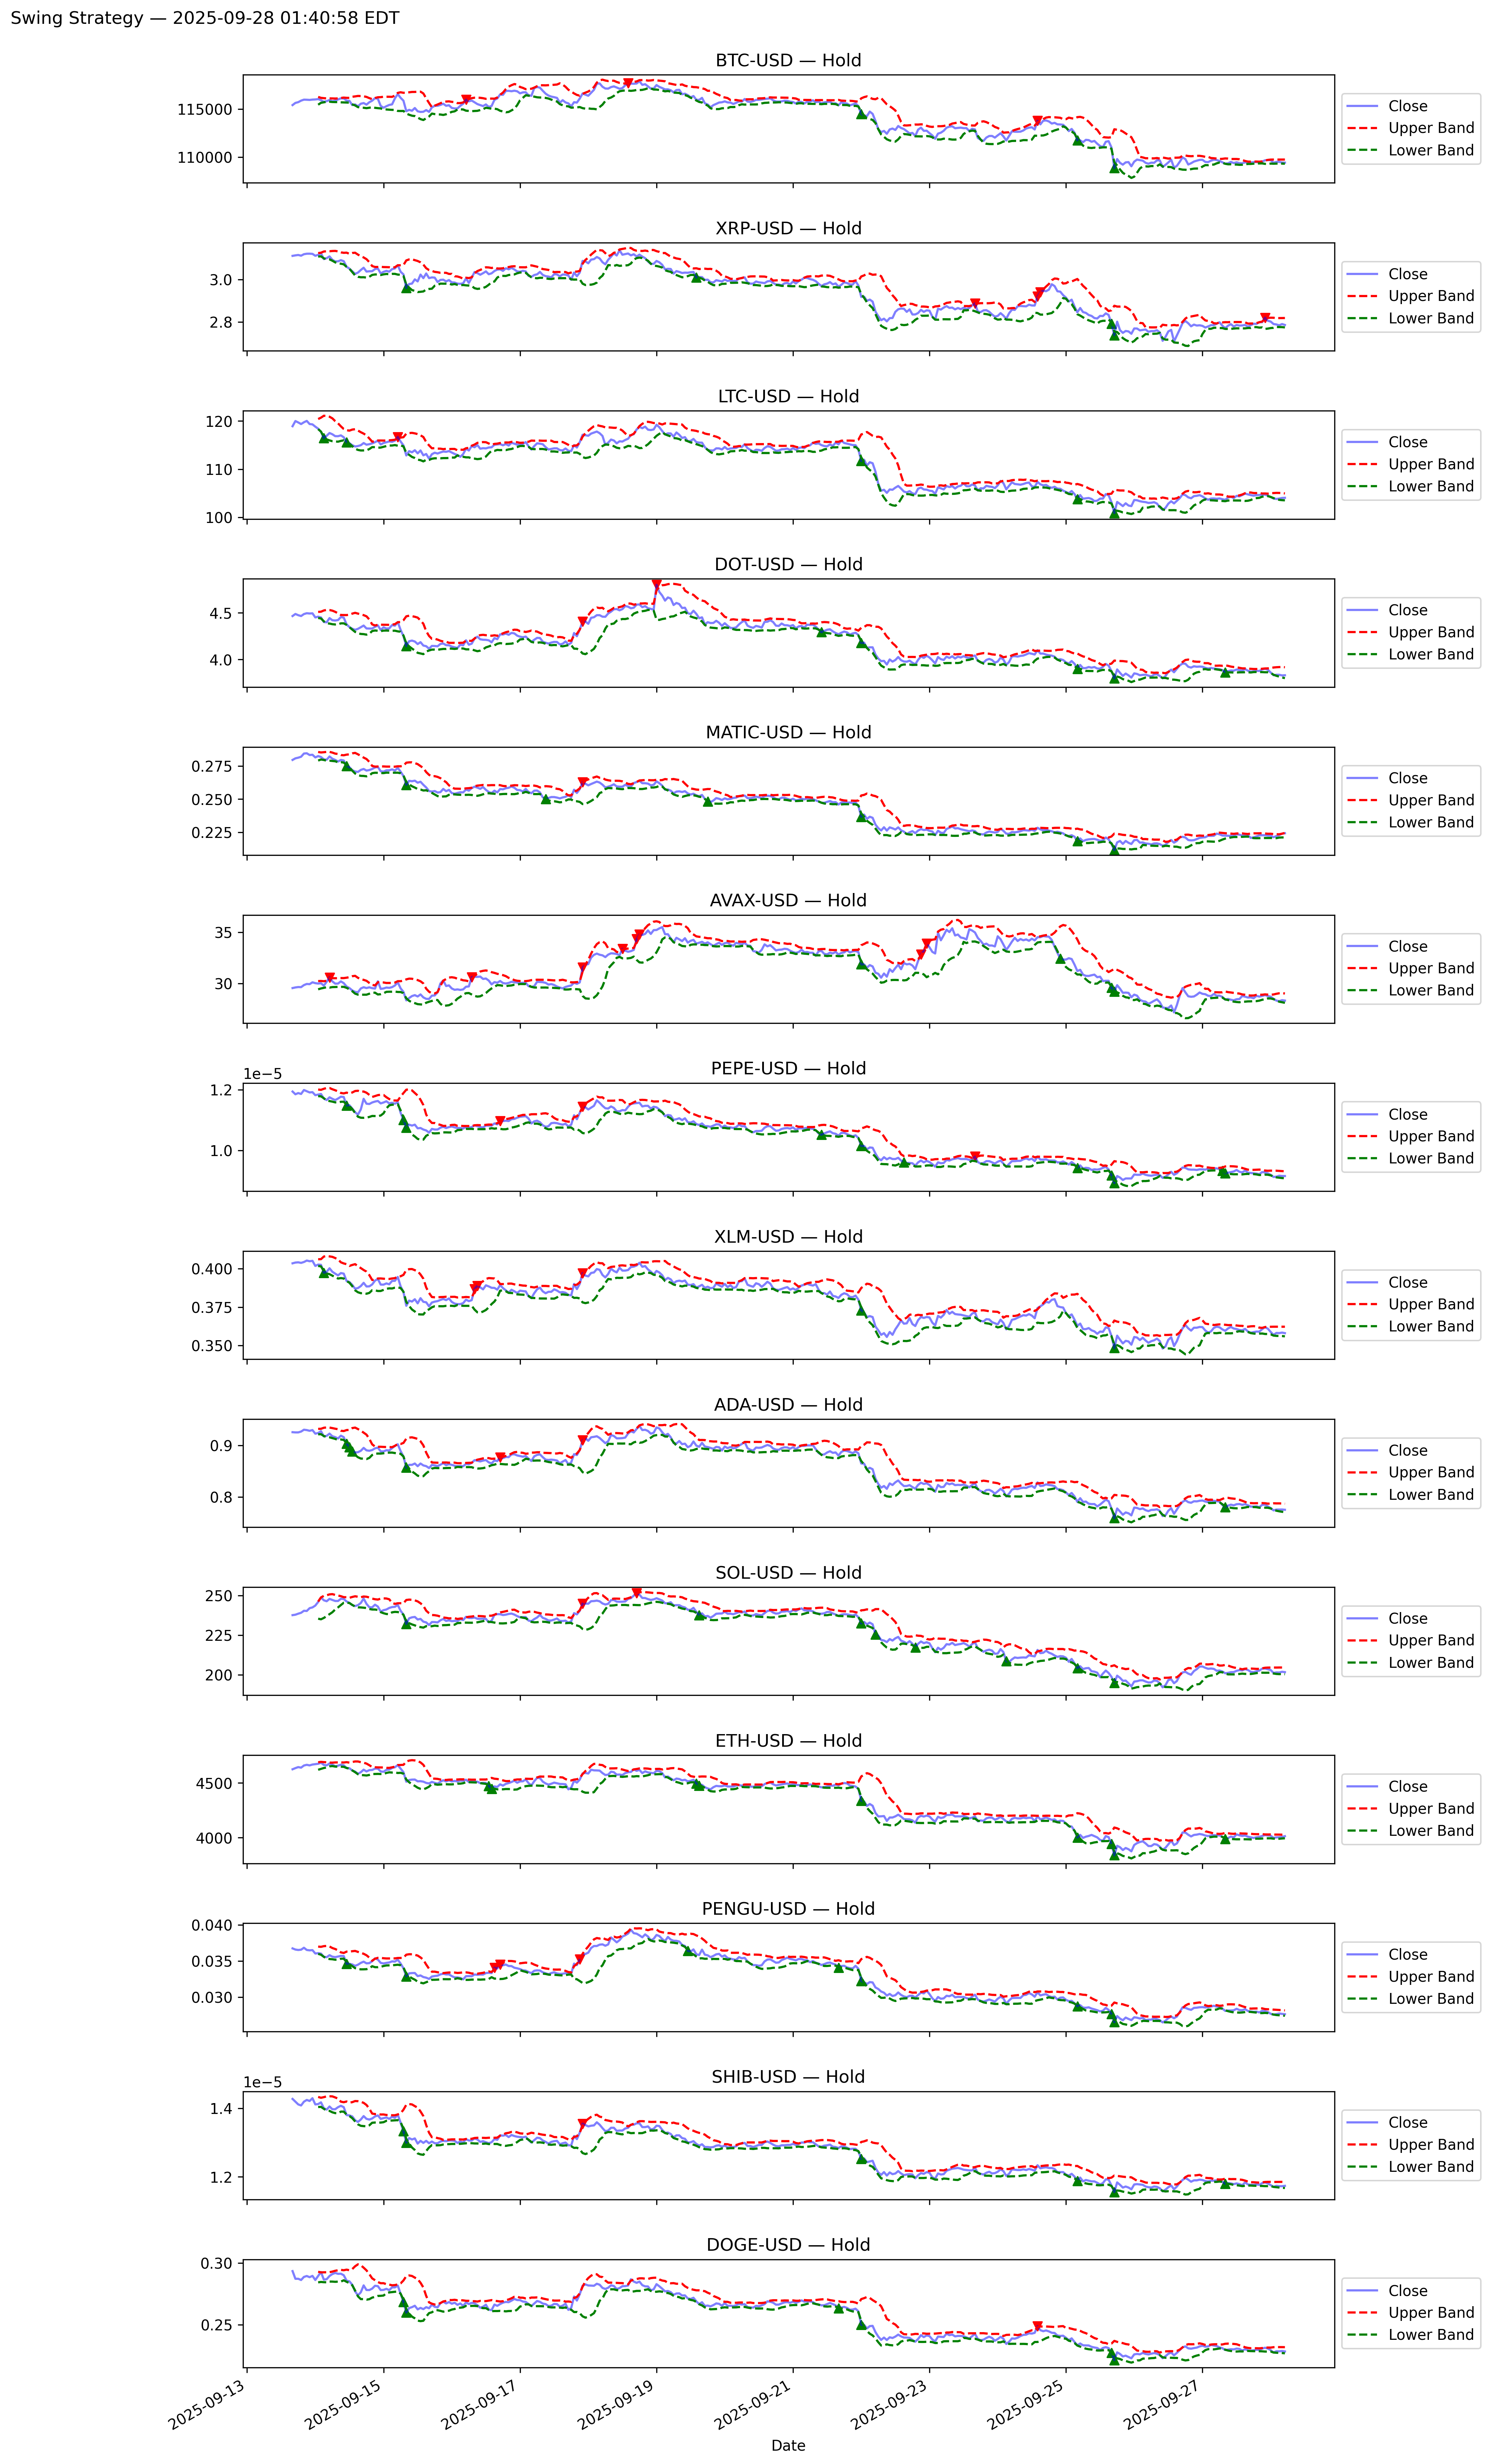 Swing Strategy — 2025-09-28 01:40:58 EDT
BTC-USD — Hold
115000
110000
Close
Upper Band
Lower Band
XRP-USD — Hold
3.0
2.8
Close
Upper Band
Lower Band
LTC-USD — Hold
120
110
100
Close
Upper Band
Lower Band
DOT-USD — Hold
4.5
4.0
Close
Upper Band
Lower Band
MATIC-USD — Hold
0.275
0.250
0.225
Close
Upper Band
Lower Band
AVAX-USD — Hold
35
30
Close
Upper Band
Lower Band
PEPE-USD — Hold
1e−5
1.2
1.0
Close
Upper Band
Lower Band
XLM-USD — Hold
0.400
0.375
0.350
Close
Upper Band
Lower Band
ADA-USD — Hold
0.9
0.8
Close
Upper Band
Lower Band
SOL-USD — Hold
250
225
200
Close
Upper Band
Lower Band
ETH-USD — Hold
4500
4000
Close
Upper Band
Lower Band
PENGU-USD — Hold
0.040
0.035
0.030
Close
Upper Band
Lower Band
SHIB-USD — Hold
1e−5
1.4
1.2
Close
Upper Band
Lower Band
DOGE-USD — Hold
0.30
0.25
Close
Upper Band
Lower Band
2025-09-13
2025-09-15
2025-09-17
2025-09-19
2025-09-21
2025-09-23
2025-09-25
2025-09-27
Date